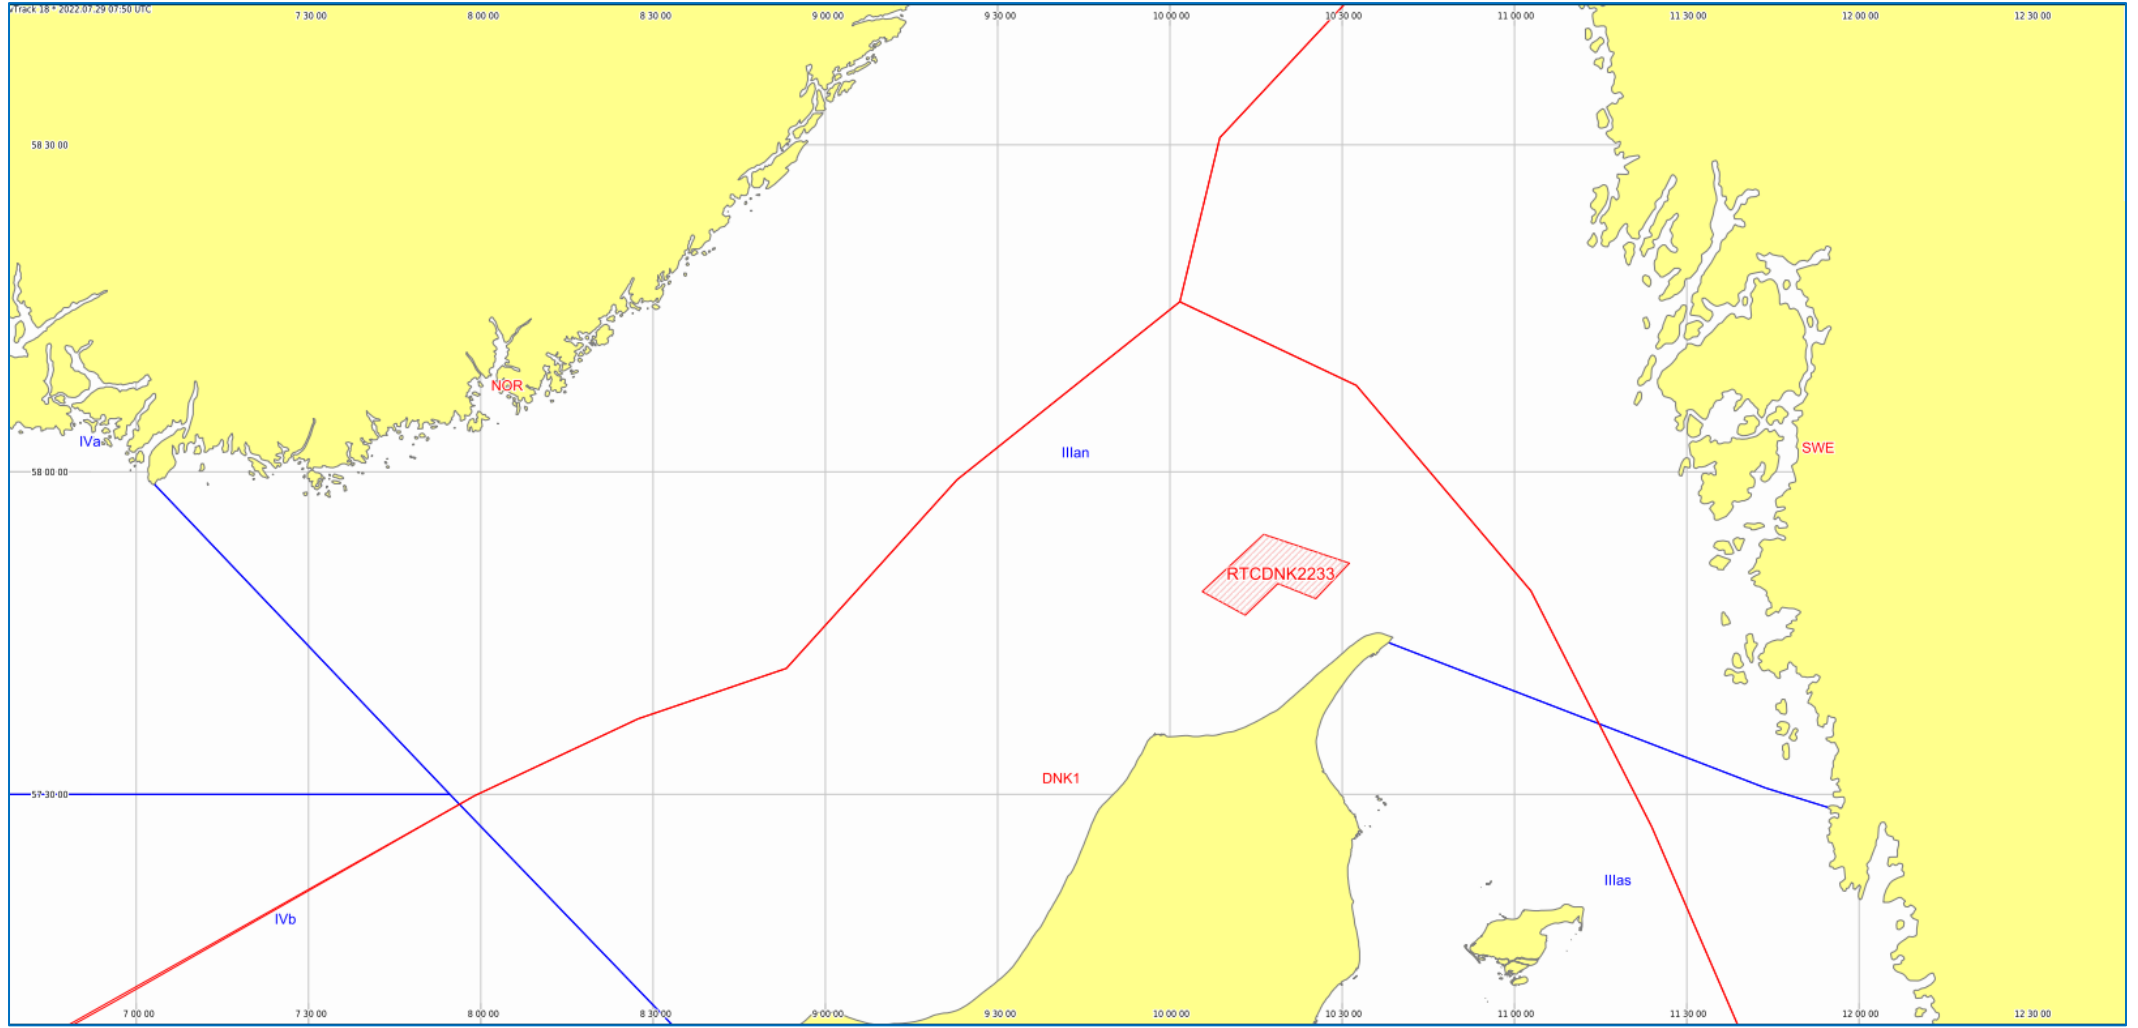 vTrack 18 * 2022.07.29 07:50 UTC
7 30 00 8 00 00 8 30 00 9 00 00 9 30 00 10 00 00 10 30 00 11 00 00 11 30 00 12 00 00 12 30 00
58 30 00
NOR
IVa
IIIan
SWE
58 00 00
RTCDNK2233
DNK1
57 30 00
IIIas
IVb
7 00 00 7 30 00 8 00 00 8 30 00 9 00 00 9 30 00 10 00 00 10 30 00 11 00 00 11 30 00 12 00 00 12 30 00